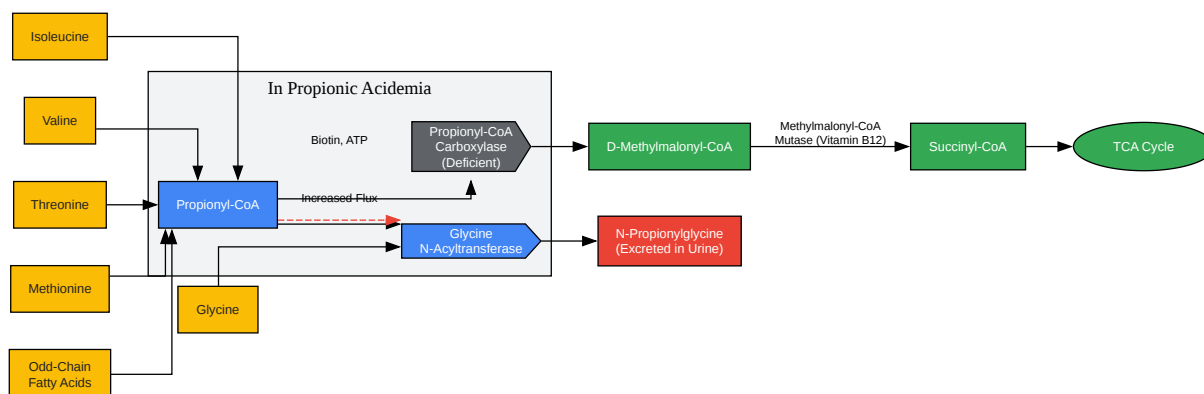 Isoleucine
In Propionic Acidemia
Valine
Biotin, ATP
Propionyl-CoA
Carboxylase
(Deficient)
D-Methylmalonyl-CoA
Methylmalonyl-CoA
Mutase (Vitamin B12)
Succinyl-CoA
TCA Cycle
Threonine
Propionyl-CoA
Increased Flux
Glycine
N-Acyltransferase
N-Propionylglycine
(Excreted in Urine)
Methionine
Glycine
Odd-Chain
Fatty Acids